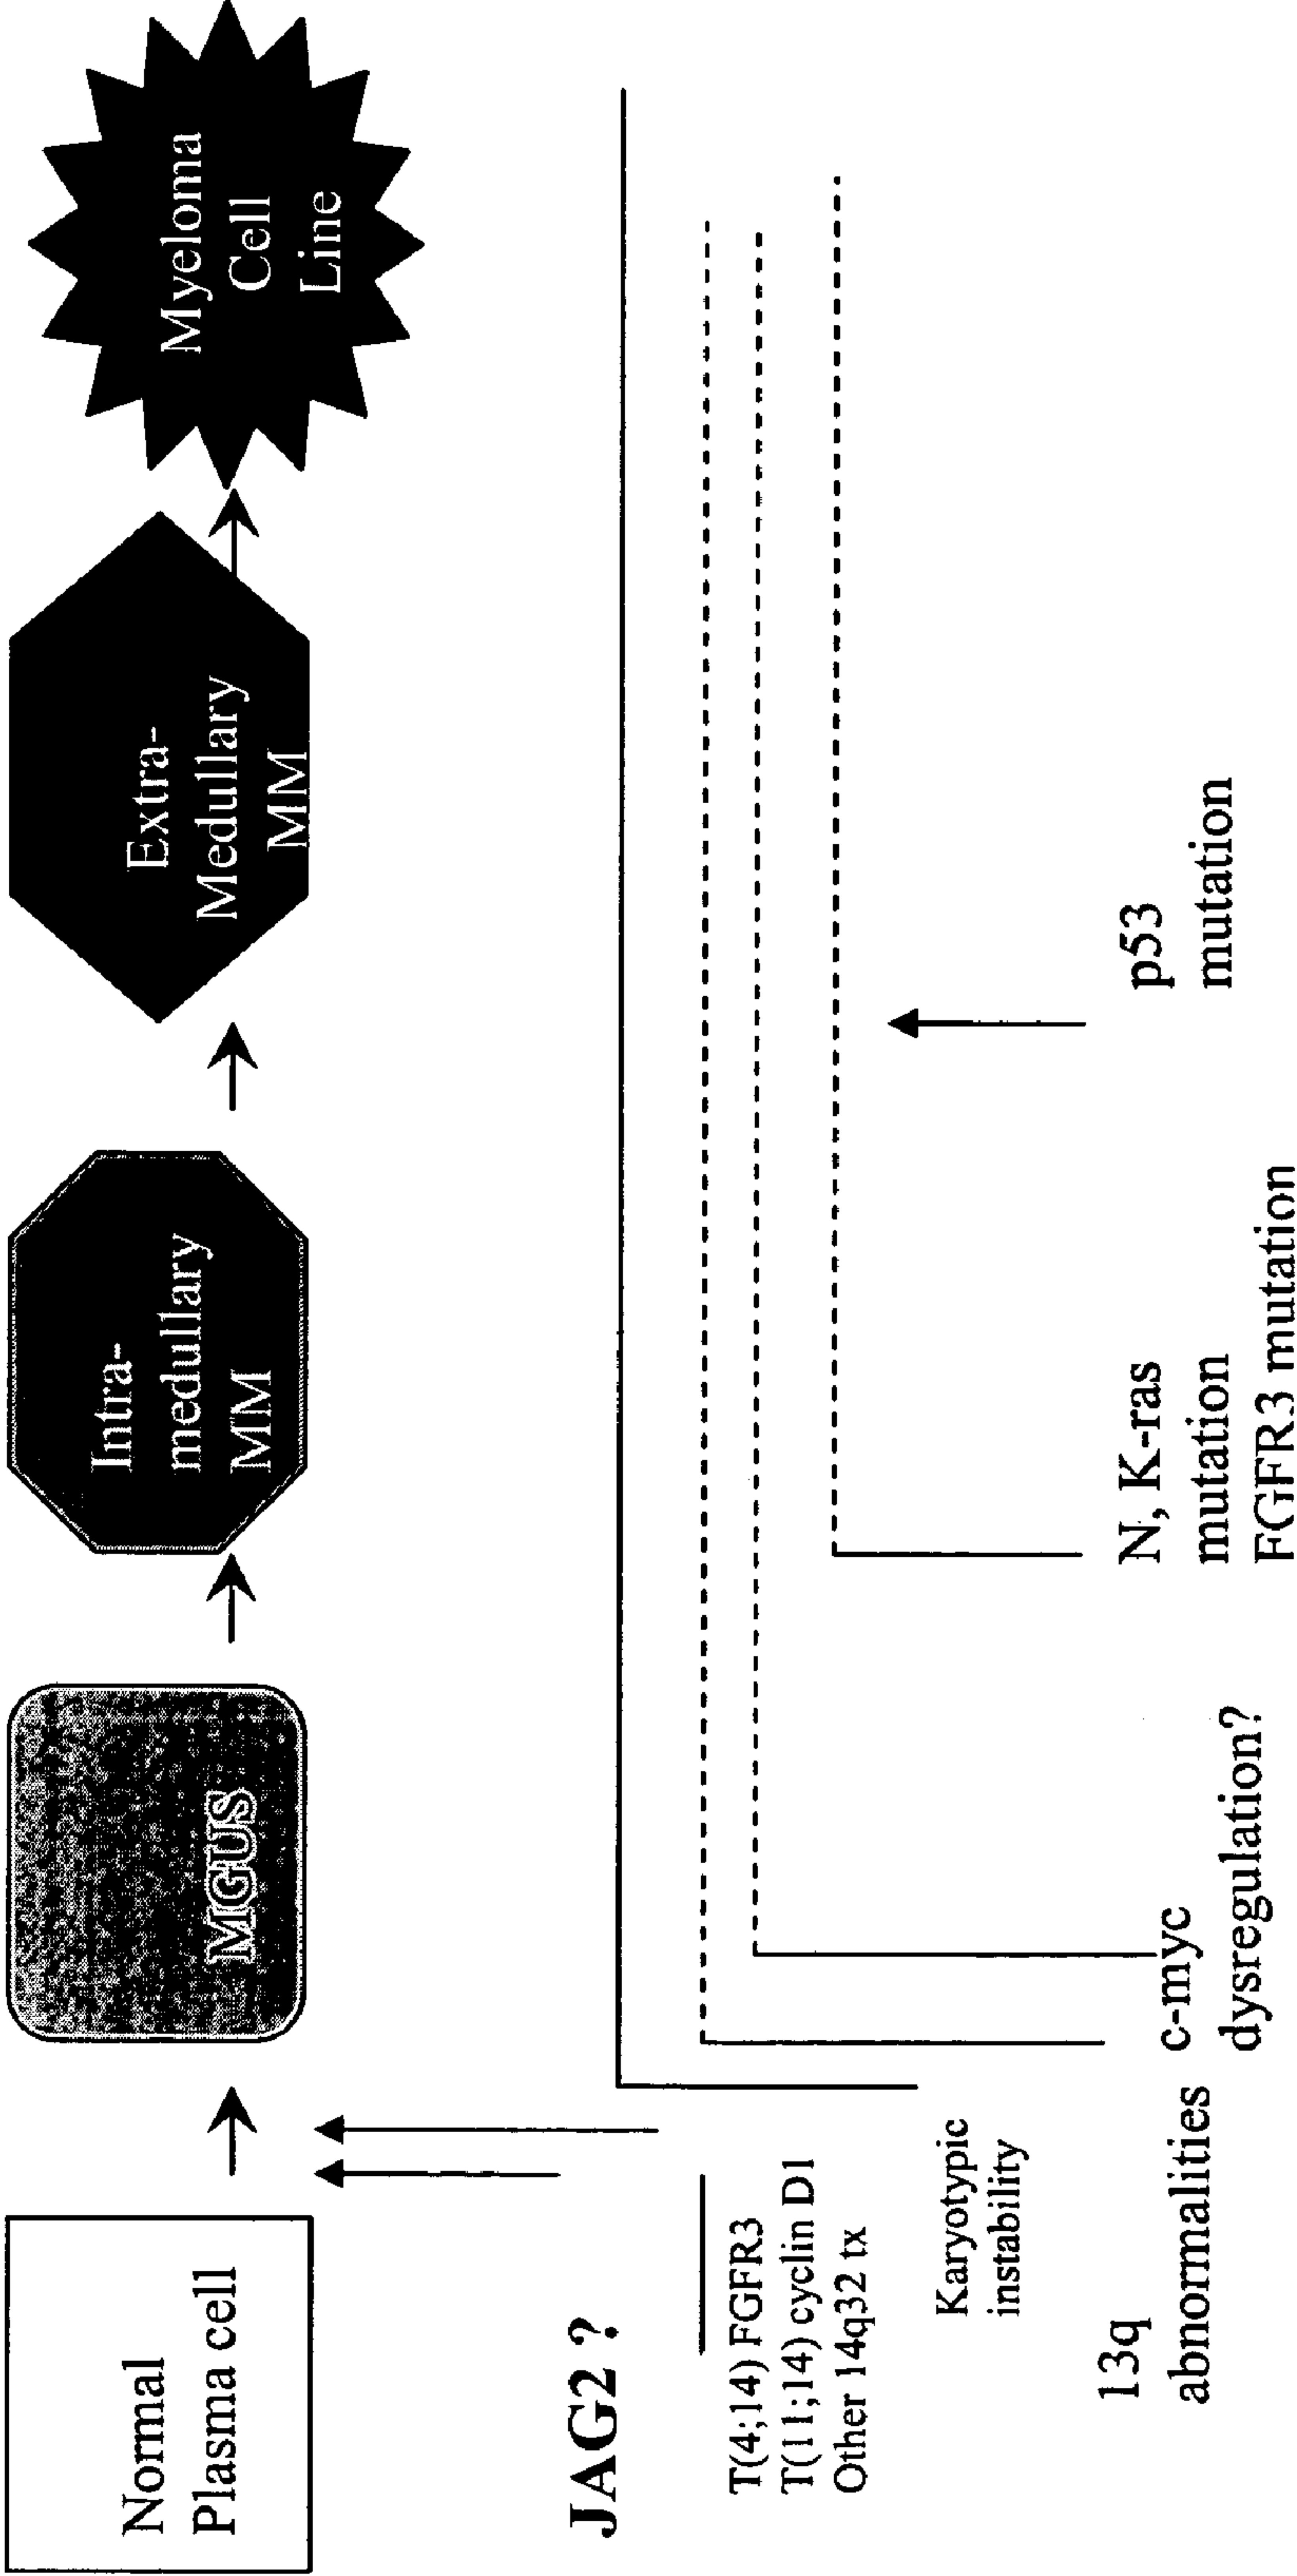 Normal
Plasma cell
MGUS
Intra-
medullary
MM
Extra-
Medullary
MM
Myeloma
Cell
Line
JAG2 ?
T(4;14) FGFR3
T(11;14) cyclin D1
Other 14q32 tx
Karyotypic
instability
13q
abnormalities
c-myc
dysregulation?
N, K-ras
mutation
FGFR3 mutation
p53
mutation